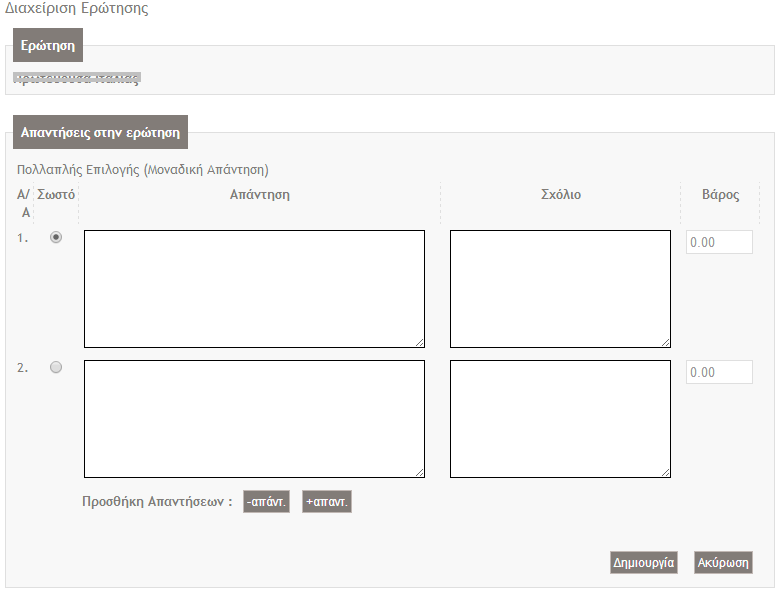 Διαχείριση Ερώτησης
Ερώτηση
Απαντήσεις στην ερώτηση
Πολλαπλής Επιλογής (Μοναδική Απάντηση)
Α/Α Σωστό Απάντηση Σχόλιο Βάρος
1. 0.00
2. 0.00
Προσθήκη Απαντήσεων : -απάντ. +απαντ.
Δημιουργία Ακύρωση